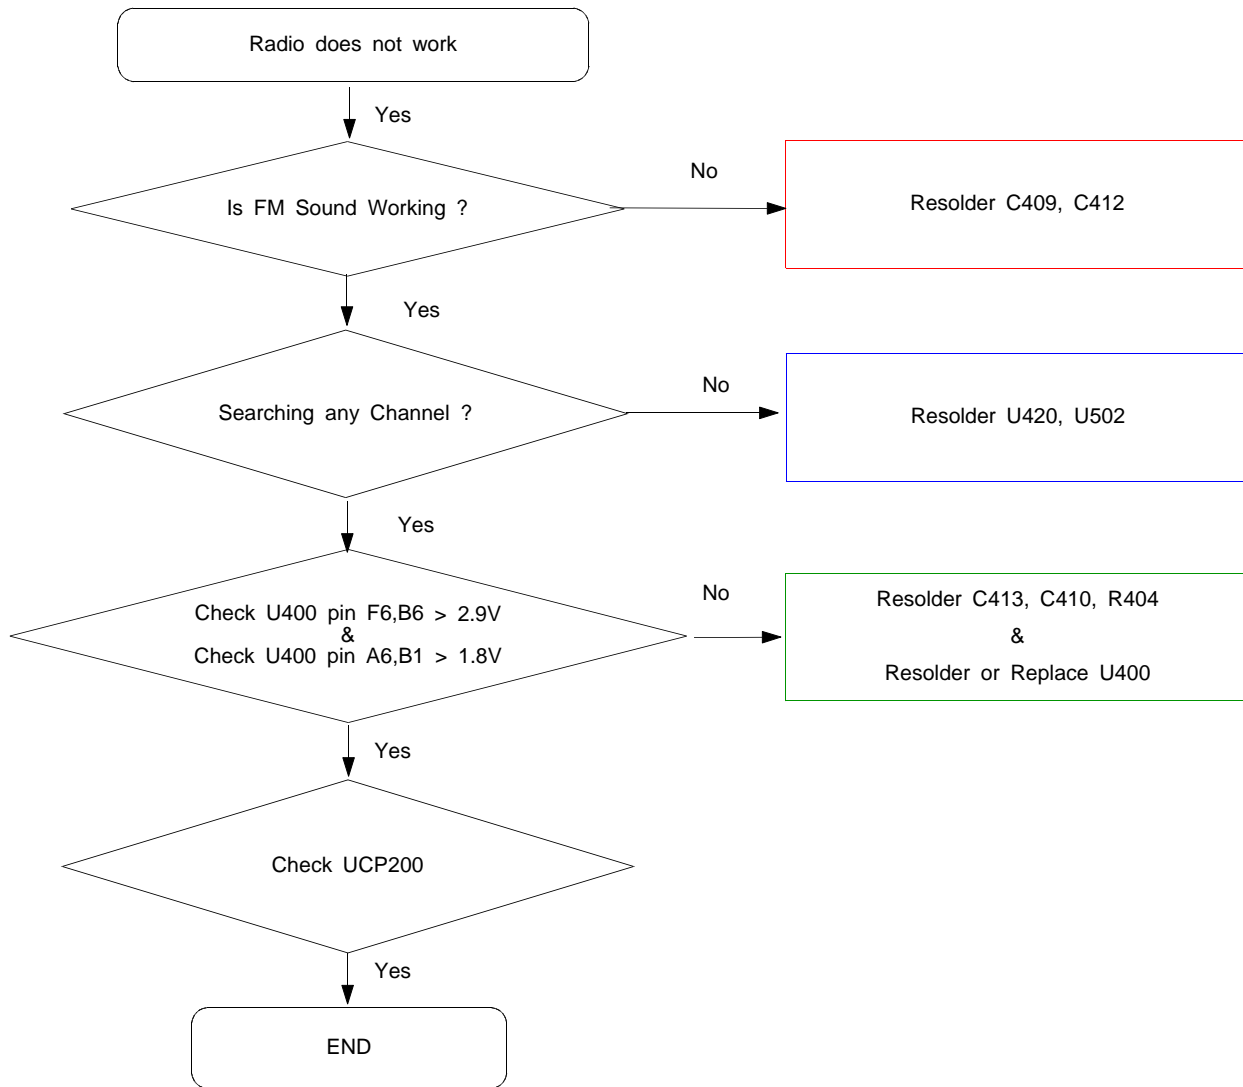 Radio does not work
Yes
Is FM Sound Working ?
No
Resolder C409, C412
Yes
Searching any Channel ?
No
Resolder U420, U502
Yes
Check U400 pin F6,B6 > 2.9V
&
Check U400 pin A6,B1 > 1.8V
No
Resolder C413, C410, R404
&
Resolder or Replace U400
Yes
Check UCP200
Yes
END